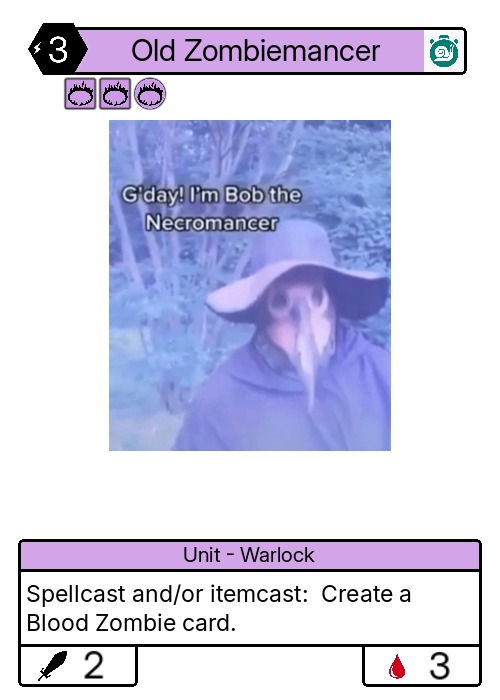 3 Old Zombiemancer
G'day! I'm Bob the
Necromancer
Unit - Warlock
Spellcast and/or itemcast: Create a
Blood Zombie card.
2 3